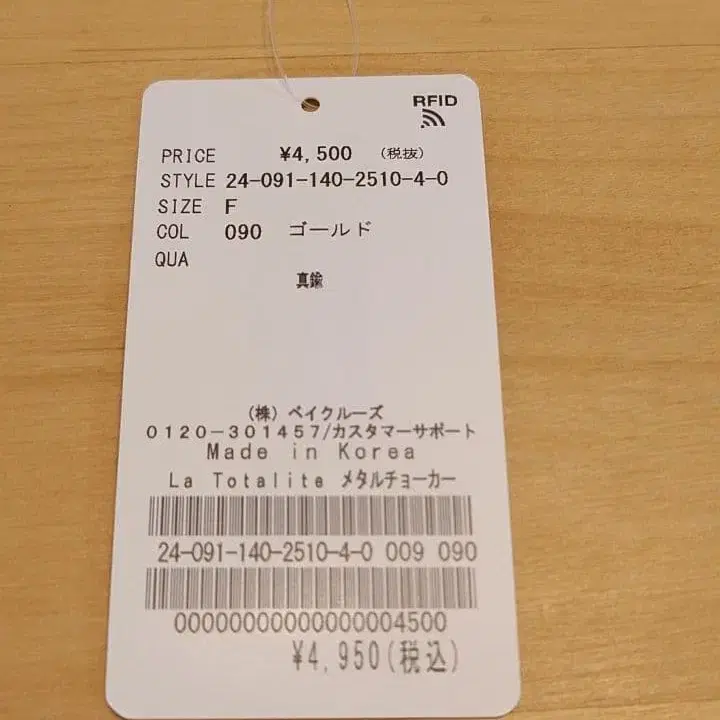 RFID
PRICE ¥4,500 (税抜)
STYLE 24-091-140-2510-4-0
SIZE F
COL 090 ゴールド
QUA
真鍮
(株) ベイクルーズ
0120-301457/カスタマーサポート
Made in Korea
La Totalite メタルチョーカー
24-091-140-2510-4-0 009 090
00000000000000004500
¥4,950(税込)